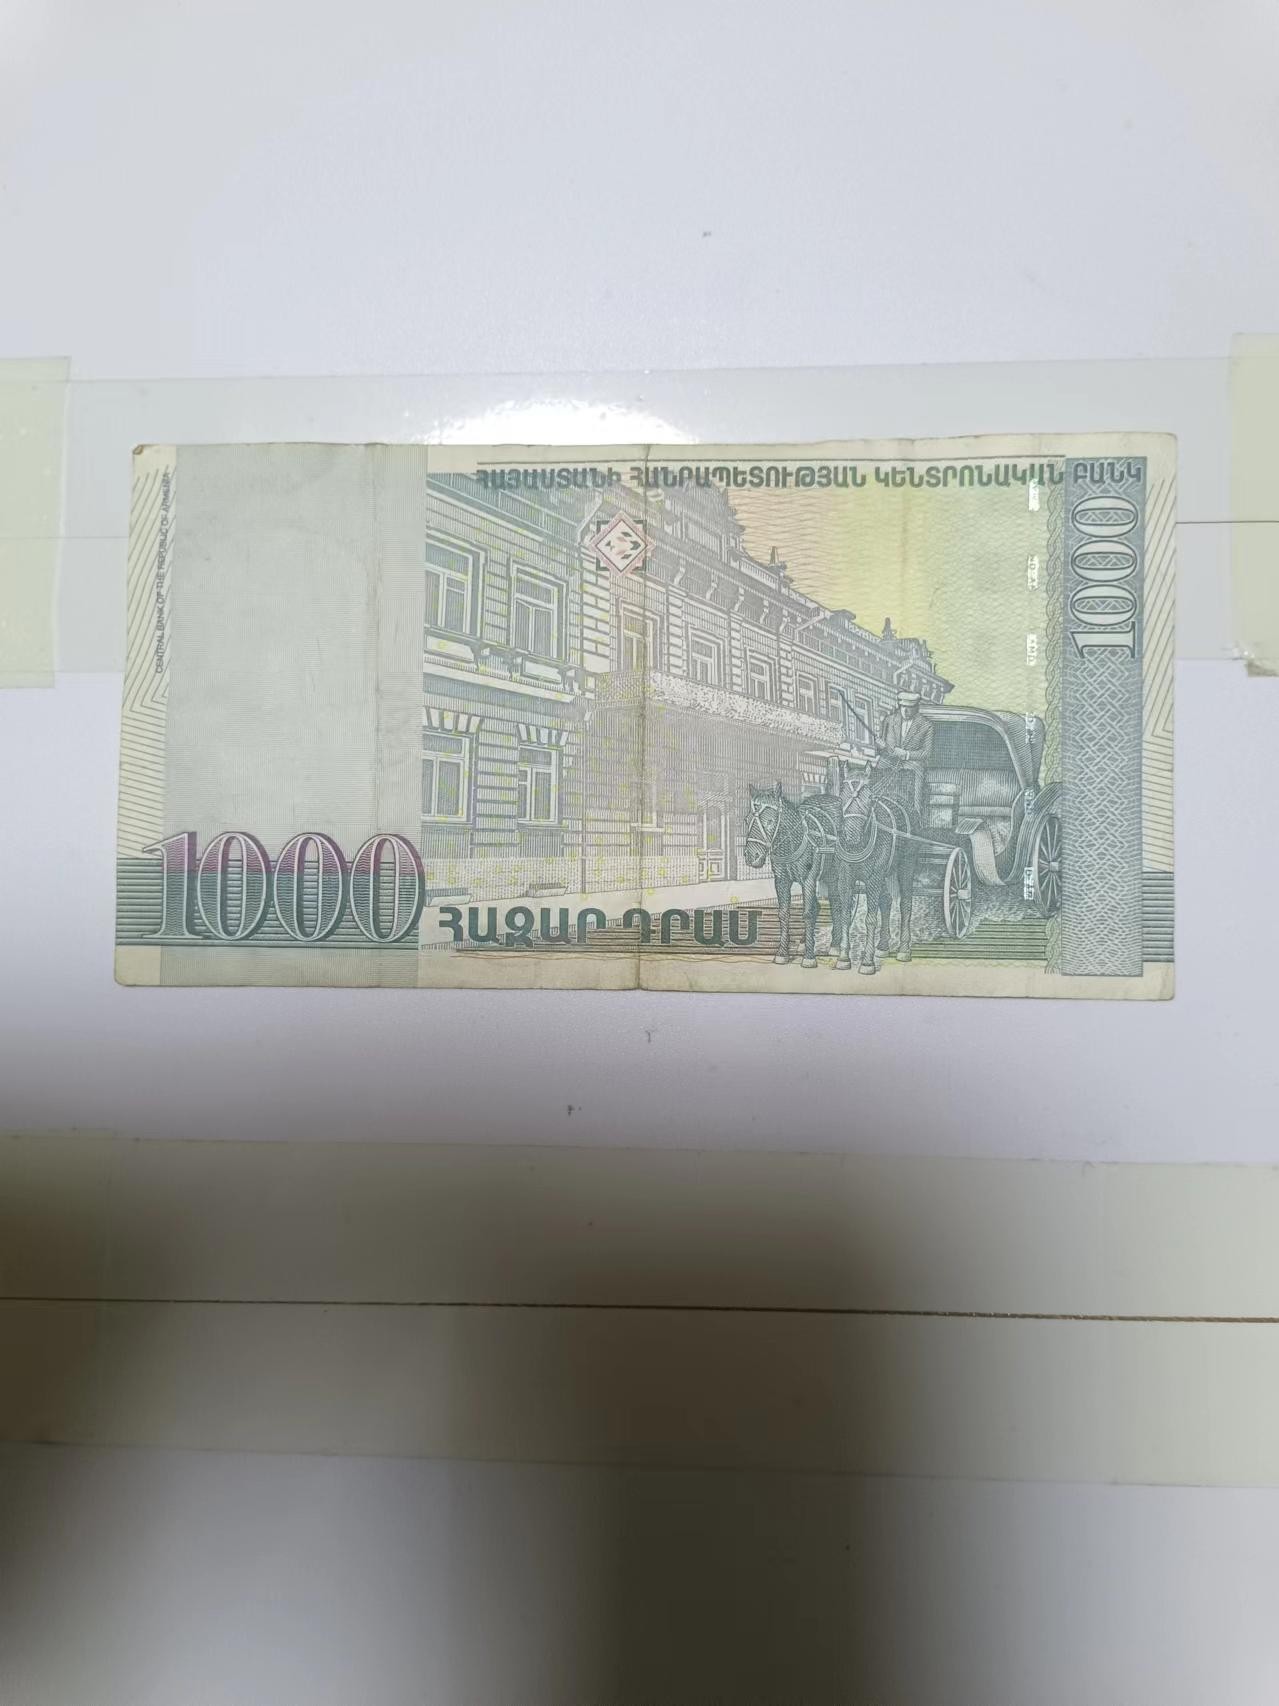 ՀԱՅԱՍՏԱՆԻ ՀԱՆՐԱՊԵՏՈՒԹՅԱՆ ԿԵՆՏՐՈՆԱԿԱՆ ԲԱՆԿ
CENTRAL BANK OF THE REPUBLIC OF ARMENIA
1000
1000
ՀԱԶԱՐ ԴՐԱՄ